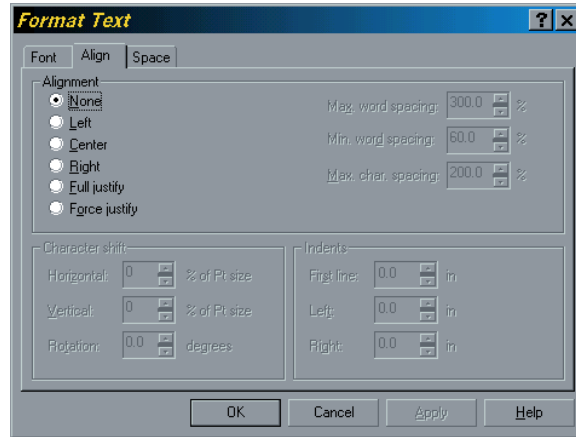 Format Text
Font Align Space
Alignment
None
Left
Center
Right
Full justify
Force justify
Max. word spacing: 300.0 %
Min. word spacing: 60.0 %
Max. char. spacing: 200.0 %
Character shift
Horizontal: 0 % of Pt size
Vertical: 0 % of Pt size
Rotation: 0.0 degrees
Indents
First line: 0.0 in
Left: 0.0 in
Right: 0.0 in
OK Cancel Apply Help